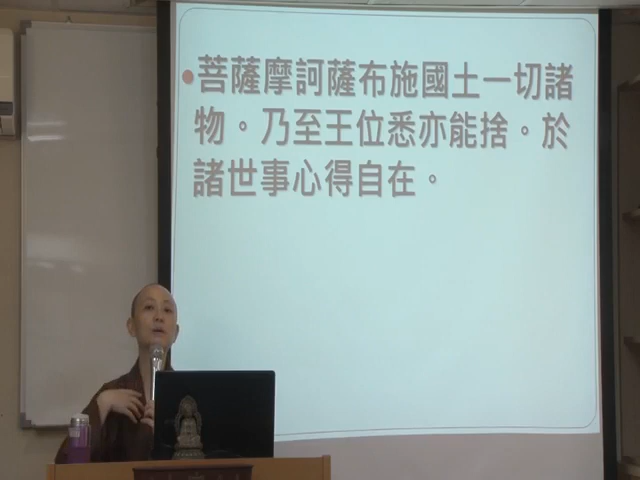 菩薩摩訶薩布施國土一切諸
物。乃至王位悉亦能捨。於
諸世事心得自在。